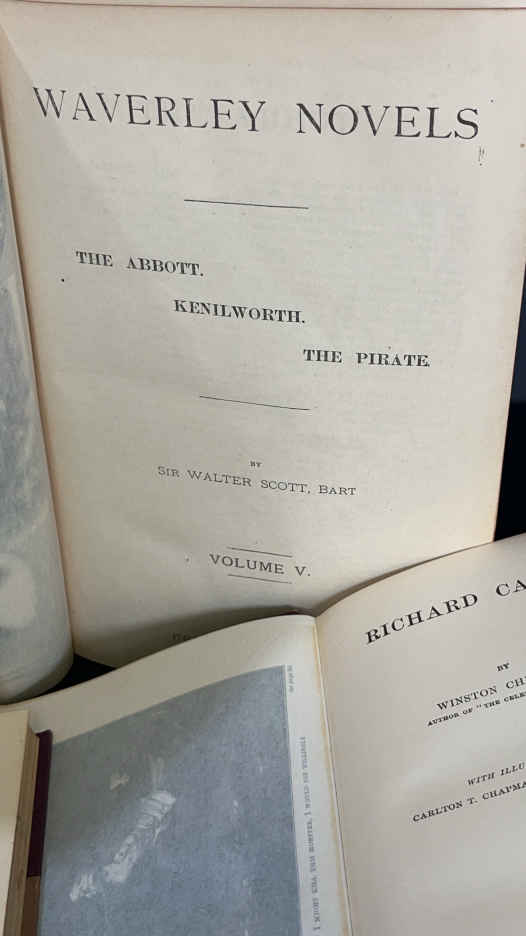 WAVERLEY NOVELS
THE ABBOTT.
KENILWORTH.
THE PIRATE.
BY
SIR WALTER SCOTT, BART
VOLUME V.
RICHARD CA
BY
WINSTON CH
AUTHOR OF "THE CELE
WITH ILLU
CARLTON T. CHAPMA